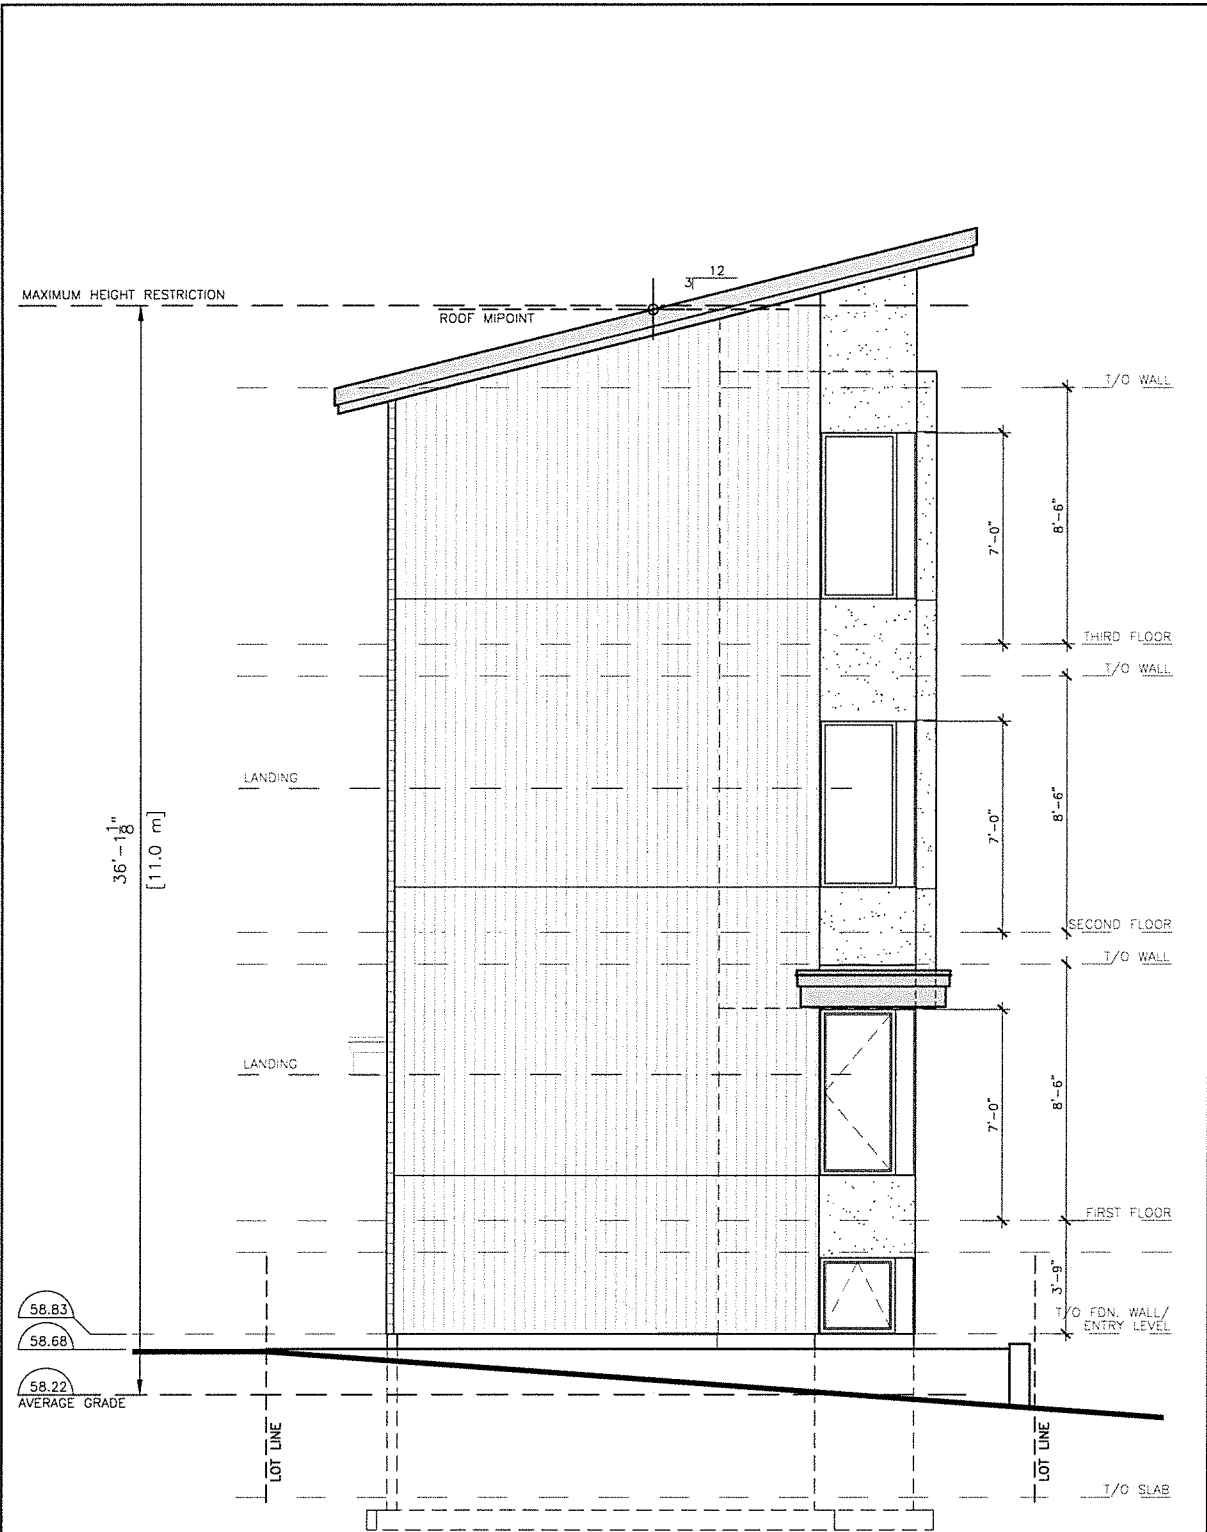 12
3
MAXIMUM HEIGHT RESTRICTION
ROOF MIPOINT
T/O WALL
8'-6"
7'-0"
THIRD FLOOR
T/O WALL
LANDING
36'-1 1/8"
[11.0 m]
8'-6"
7'-0"
SECOND FLOOR
T/O WALL
LANDING
8'-6"
7'-0"
FIRST FLOOR
3'-9"
58.83
T/O FDN. WALL/
ENTRY LEVEL
58.68
58.22
AVERAGE GRADE
LOT LINE
LOT LINE
T/O SLAB